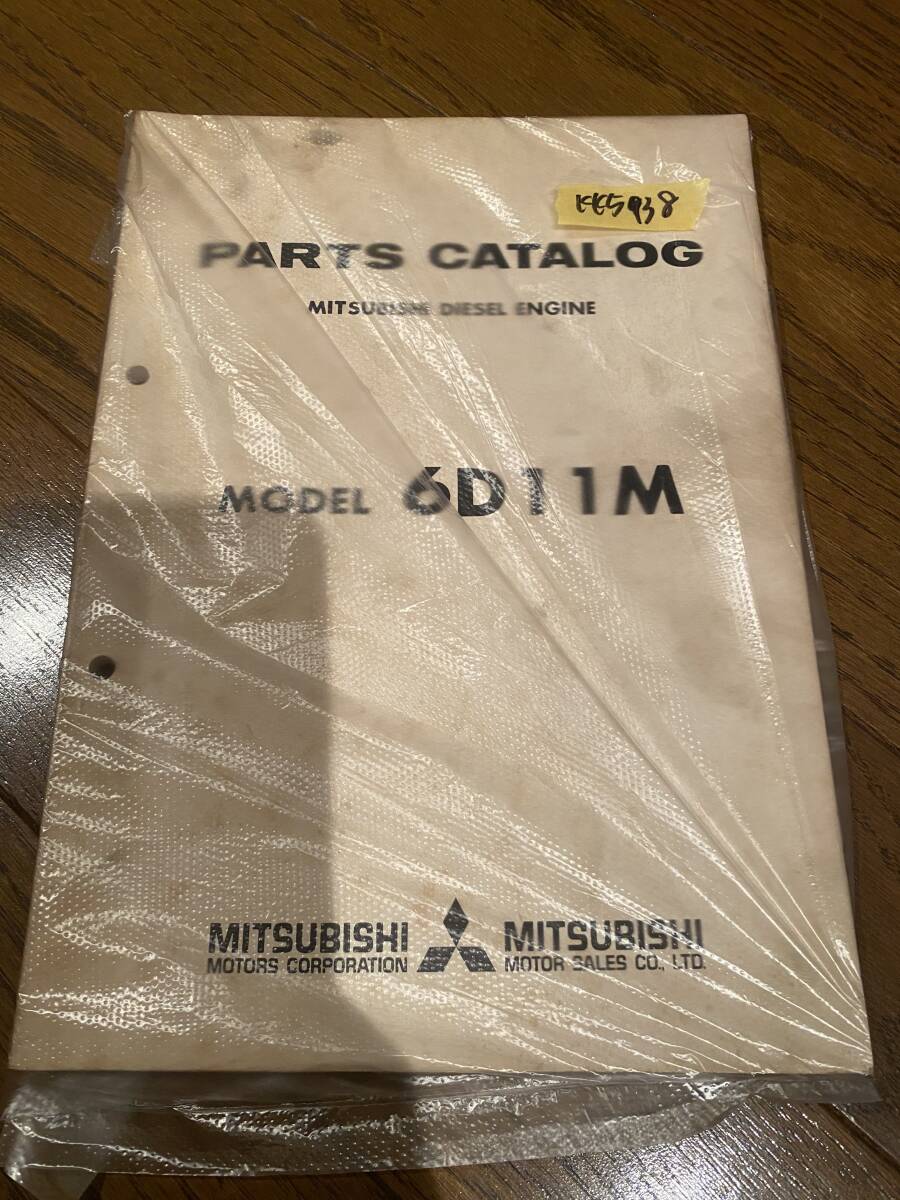 KK5938
PARTS CATALOG
MITSUBISHI DIESEL ENGINE
MODEL 6D11M
MITSUBISHI MITSUBISHI
MOTORS CORPORATION MOTOR SALES CO., LTD.